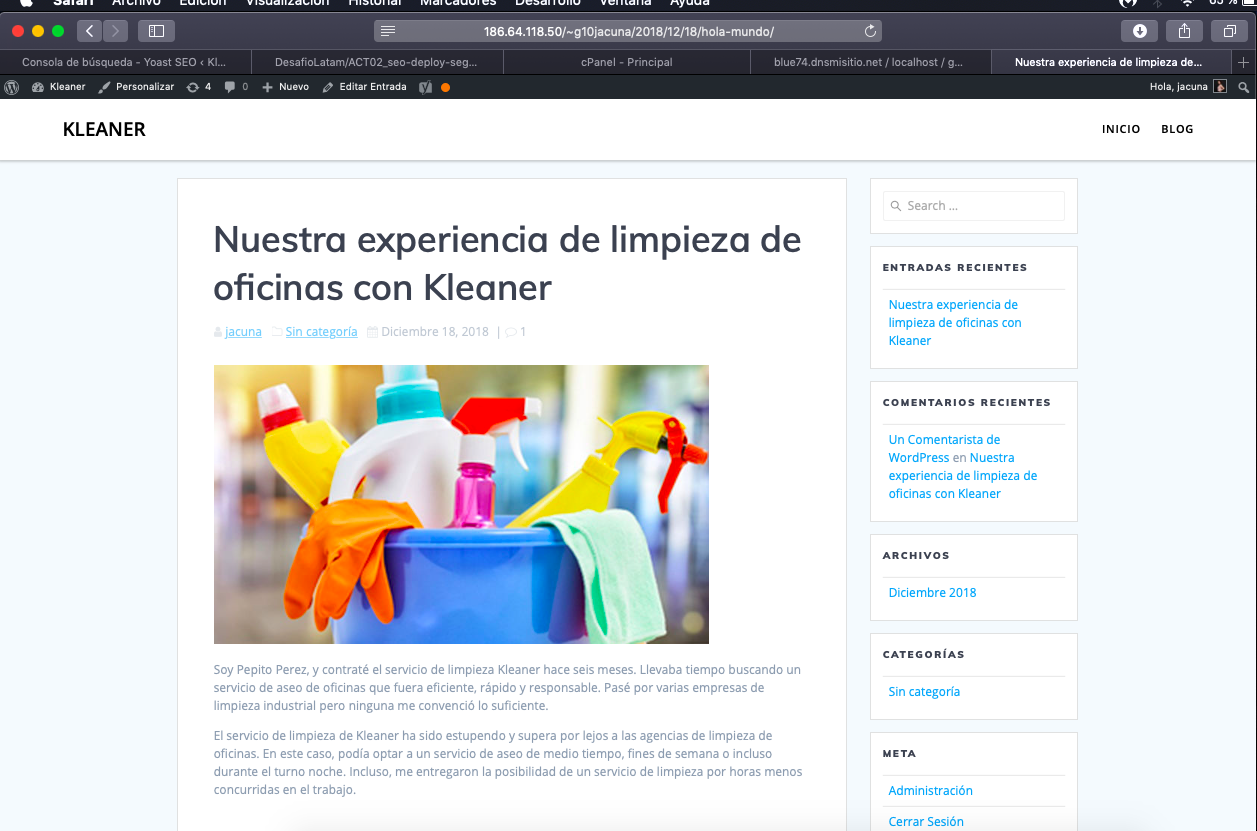 Safari Archivo Edición Visualización Historial Marcadores Desarrollo Ventana Ayuda 65 %
186.64.118.50/~g10jacuna/2018/12/18/hola-mundo/
Consola de búsqueda - Yoast SEO ‹ Kl...
DesafioLatam/ACT02_seo-deploy-seg...
cPanel - Principal
blue74.dnsmisitio.net / localhost / g...
Nuestra experiencia de limpieza de...
Kleaner Personalizar 4 0 Nuevo Editar Entrada Hola, jacuna
KLEANER
INICIO BLOG
Nuestra experiencia de limpieza de
oficinas con Kleaner
jacuna Sin categoría Diciembre 18, 2018 | 1
Soy Pepito Perez, y contraté el servicio de limpieza Kleaner hace seis meses. Llevaba tiempo buscando un
servicio de aseo de oficinas que fuera eficiente, rápido y responsable. Pasé por varias empresas de
limpieza industrial pero ninguna me convenció lo suficiente.
El servicio de limpieza de Kleaner ha sido estupendo y supera por lejos a las agencias de limpieza de
oficinas. En este caso, podía optar a un servicio de aseo de medio tiempo, fines de semana o incluso
durante el turno noche. Incluso, me entregaron la posibilidad de un servicio de limpieza por horas menos
concurridas en el trabajo.
Search ...
ENTRADAS RECIENTES
Nuestra experiencia de
limpieza de oficinas con
Kleaner
COMENTARIOS RECIENTES
Un Comentarista de
WordPress en Nuestra
experiencia de limpieza de
oficinas con Kleaner
ARCHIVOS
Diciembre 2018
CATEGORÍAS
Sin categoría
META
Administración
Cerrar Sesión